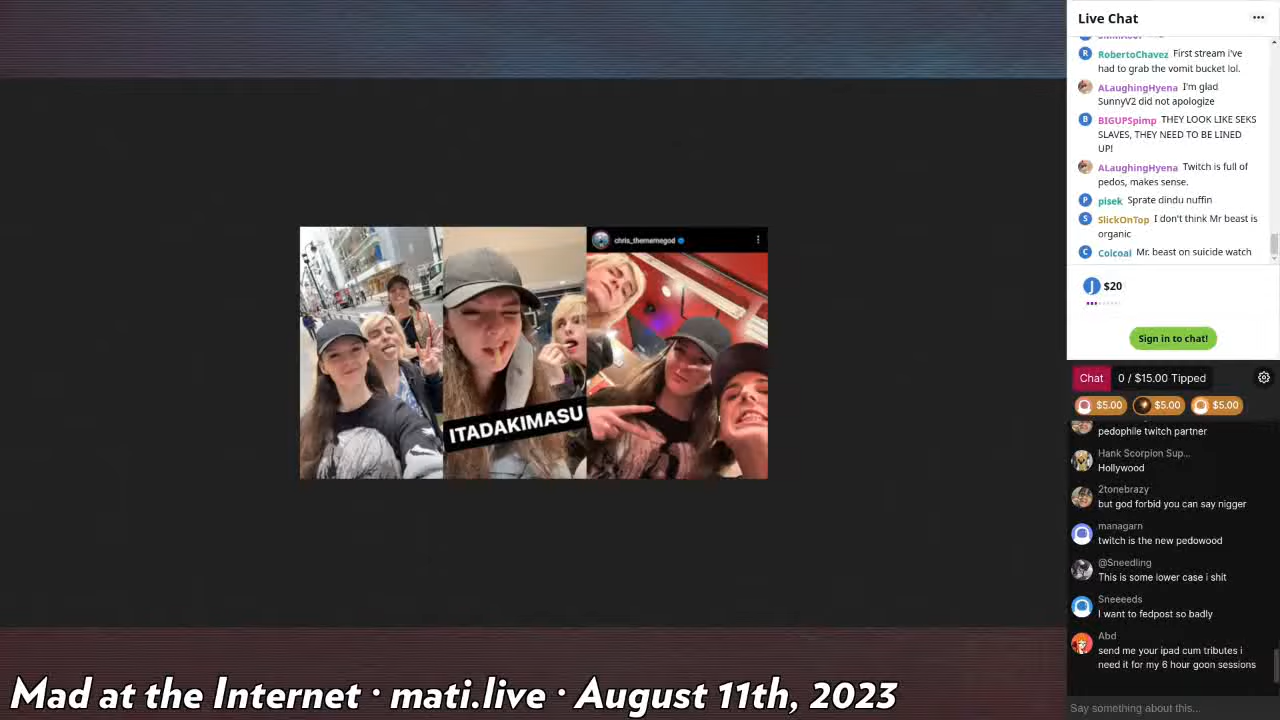 Live Chat
RobertoChavez First stream i've
had to grab the vomit bucket lol.
ALaughingHyena I'm glad
SunnyV2 did not apologize
BIGUPSpimp THEY LOOK LIKE SEKS
SLAVES, THEY NEED TO BE LINED
UP!
ALaughingHyena Twitch is full of
pedos, makes sense.
pisek Sprate dindu nuffin
SlickOnTop I don't think Mr beast is
organic
Coicoal Mr. beast on suicide watch
J $20
Sign in to chat!
Chat 0 / $15.00 Tipped
$5.00 $5.00 $5.00
pedophile twitch partner
Hank Scorpion Sup...
Hollywood
2tonebrazy
but god forbid you can say nigger
managarn
twitch is the new pedowood
@Sneedling
This is some lower case i shit
Sneeeeds
I want to fedpost so badly
Abd
send me your ipad cum tributes i
need it for my 6 hour goon sessions
Say something about this...
chris_thememegod
ITADAKIMASU
Mad at the Internet · mati.live · August 11th, 2023